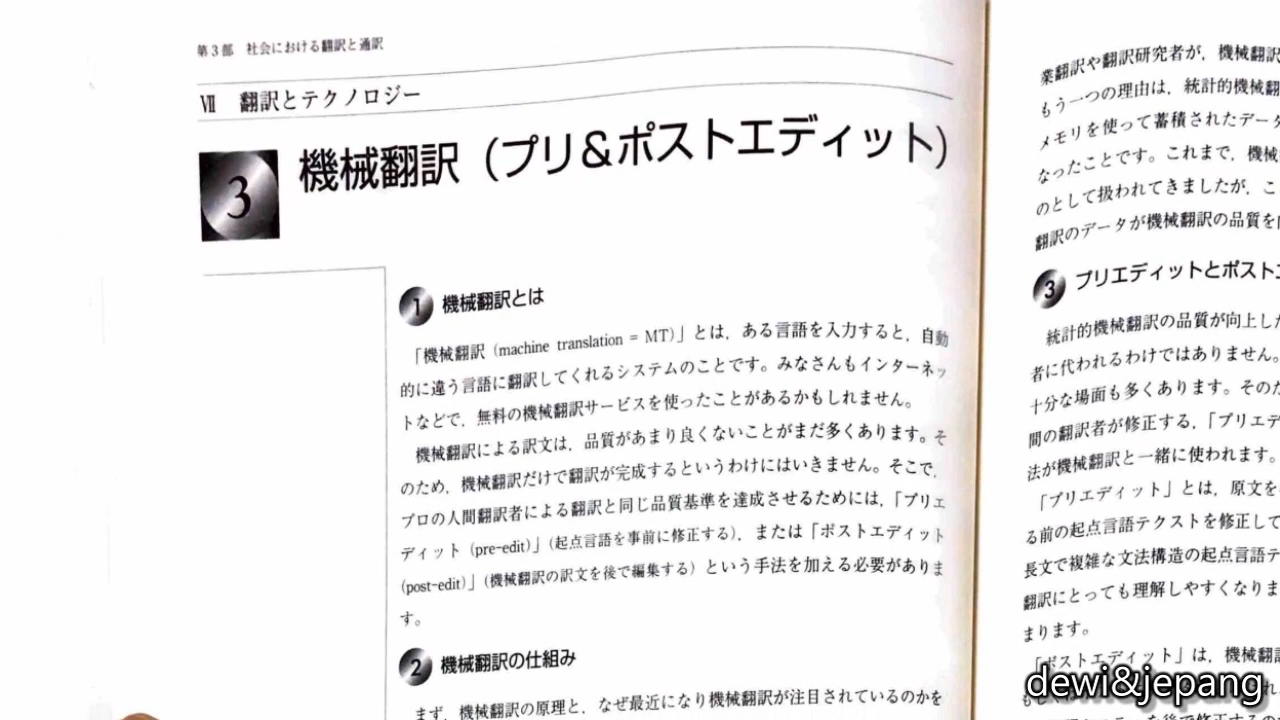 第3部 社会における翻訳と通訳
Ⅶ 翻訳とテクノロジー
3 機械翻訳（プリ＆ポストエディット）
1 機械翻訳とは
「機械翻訳（machine translation = MT）」とは，ある言語を入力すると，自動
的に違う言語に翻訳してくれるシステムのことです。みなさんもインターネッ
トなどで，無料の機械翻訳サービスを使ったことがあるかもしれません。
機械翻訳による訳文は，品質があまり良くないことがまだ多くあります。そ
のため，機械翻訳だけで翻訳が完成するというわけにはいきません。そこで，
プロの人間翻訳者による翻訳と同じ品質基準を達成させるためには，「プリエ
ディット（pre-edit）」（起点言語を事前に修正する），または「ポストエディット
（post-edit）」（機械翻訳の訳文を後で編集する）という手法を加える必要がありま
す。
2 機械翻訳の仕組み
まず，機械翻訳の原理と，なぜ最近になり機械翻訳が注目されているのかを
業翻訳や翻訳研究者が，機械翻訳
もう一つの理由は，統計的機械翻
メモリを使って蓄積されたデータ
なったことです。これまで，機械
のとして扱われてきましたが，こ
翻訳のデータが機械翻訳の品質を
3 プリエディットとポスト
統計的機械翻訳の品質が向上し
者に代われるわけではありません。
十分な場面も多くあります。そのた
間の翻訳者が修正する，「プリエデ
法が機械翻訳と一緒に使われます。
「プリエディット」とは，原文を
る前の起点言語テクストを修正して
長文で複雑な文法構造の起点言語テ
翻訳にとっても理解しやすくなりま
まります。
「ポストエディット」は，機械翻訳
dewi&jepang